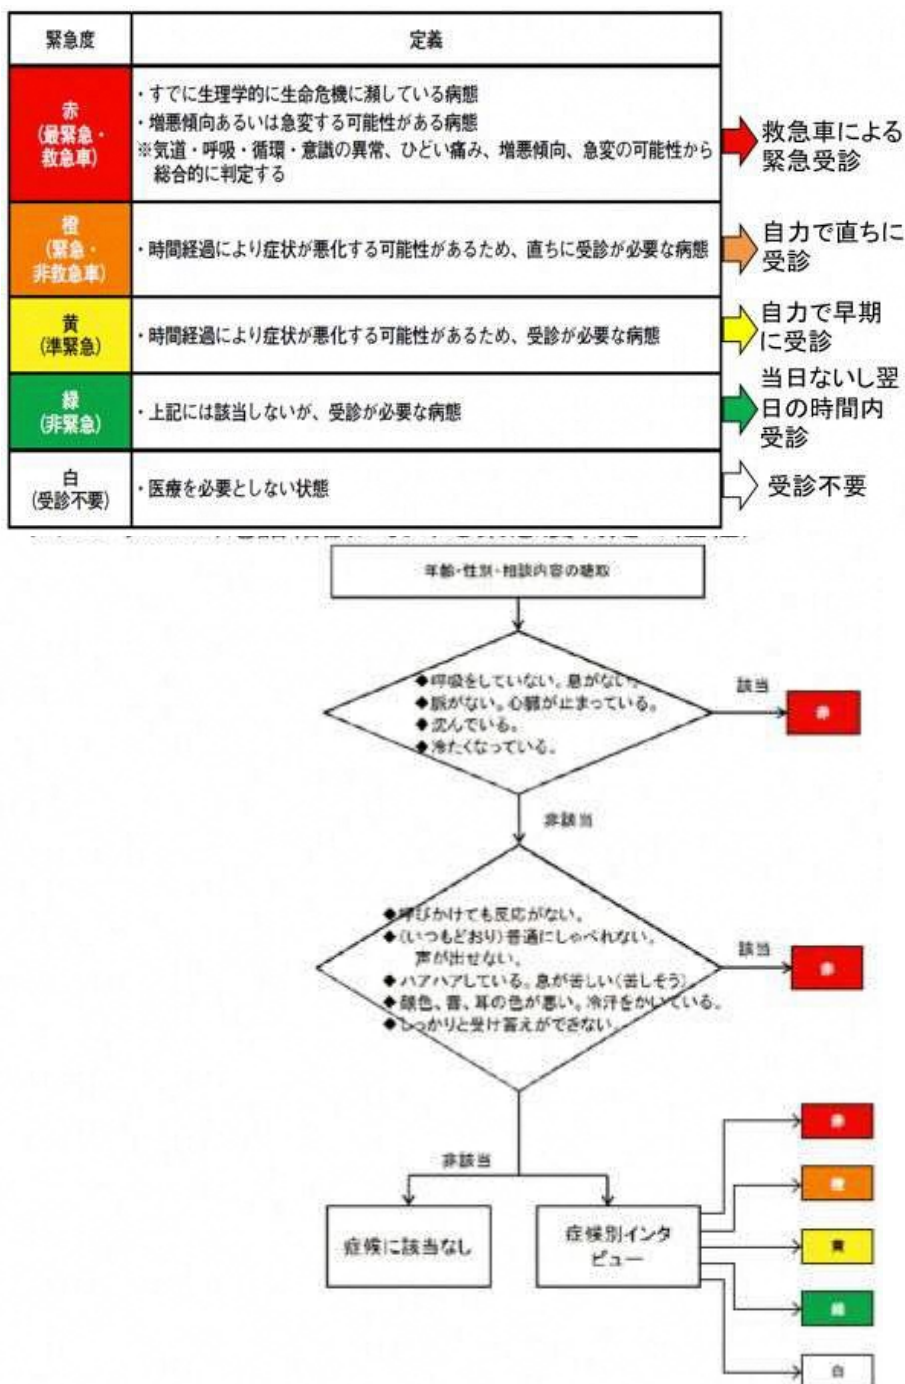 緊急度
定義
赤
(最緊急・
救急車)
・すでに生理学的に生命危機に瀕している病態
・増悪傾向あるいは急変する可能性がある病態
※気道・呼吸・循環・意識の異常、ひどい痛み、増悪傾向、急変の可能性から
総合的に判定する
救急車による
緊急受診
橙
(緊急・
非救急車)
・時間経過により症状が悪化する可能性があるため、直ちに受診が必要な病態
自力で直ちに
受診
黄
(準緊急)
・時間経過により症状が悪化する可能性があるため、受診が必要な病態
自力で早期
に受診
緑
(非緊急)
・上記には該当しないが、受診が必要な病態
当日ないし翌
日の時間内
受診
白
(受診不要)
・医療を必要としない状態
受診不要
年齢・性別・相談内容の聴取
◆呼吸をしていない。息がない。
◆脈がない。心臓が止まっている。
◆沈んでいる。
◆冷たくなっている。
該当
赤
非該当
◆呼びかけても反応がない。
◆(いつもどおり)普通にしゃべれない。
声が出せない。
◆ハアハアしている。息が苦しい(苦しそう)
◆顔色、唇、耳の色が悪い。冷汗をかいている。
◆しっかりと受け答えができない。
該当
赤
非該当
症候に該当なし
症候別インタ
ビュー
赤
橙
黄
緑
白